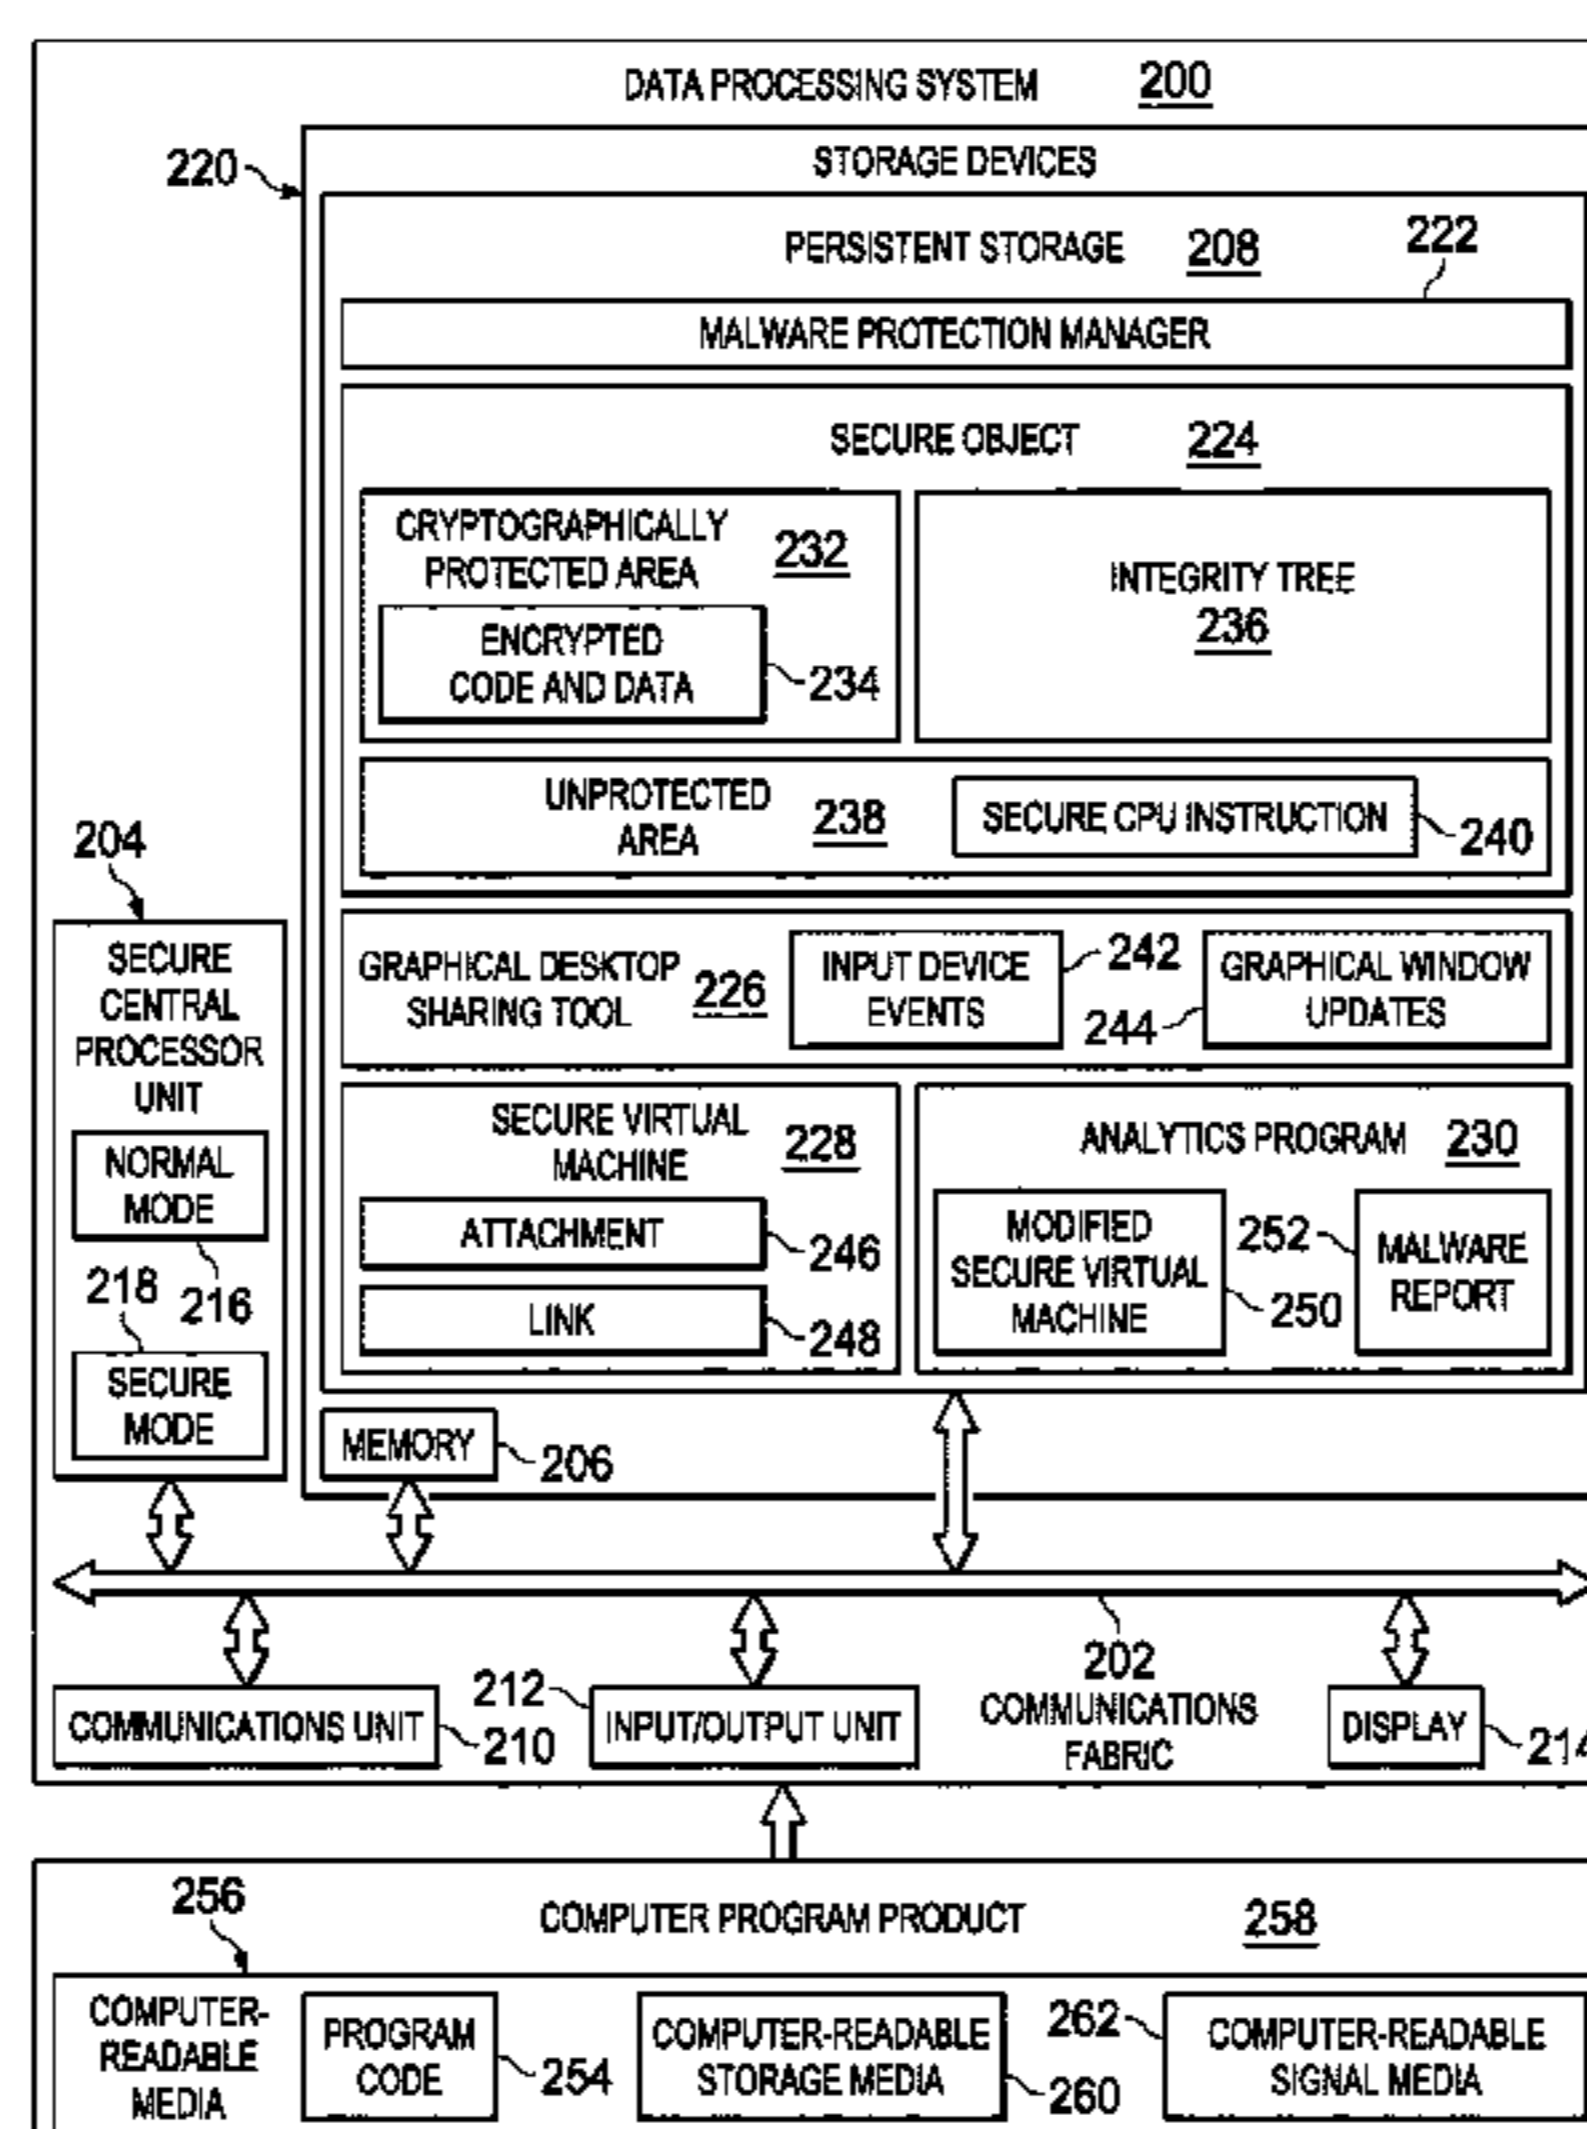 DATA PROCESSING SYSTEM 200
220
STORAGE DEVICES
PERSISTENT STORAGE 208
222
MALWARE PROTECTION MANAGER
SECURE OBJECT 224
CRYPTOGRAPHICALLY
PROTECTED AREA
232
ENCRYPTED
CODE AND DATA
234
INTEGRITY TREE
236
UNPROTECTED
AREA
238
SECURE CPU INSTRUCTION
240
204
SECURE
CENTRAL
PROCESSOR
UNIT
NORMAL
MODE
216
218
SECURE
MODE
GRAPHICAL DESKTOP
SHARING TOOL
226
INPUT DEVICE
EVENTS
242
244
GRAPHICAL WINDOW
UPDATES
SECURE VIRTUAL
MACHINE
228
ATTACHMENT
246
LINK
248
ANALYTICS PROGRAM 230
MODIFIED
SECURE VIRTUAL
MACHINE
250
252
MALWARE
REPORT
MEMORY
206
202
COMMUNICATIONS
FABRIC
COMMUNICATIONS UNIT
210
212
INPUT/OUTPUT UNIT
DISPLAY
214
256
COMPUTER PROGRAM PRODUCT 258
COMPUTER-
READABLE
MEDIA
PROGRAM
CODE
254
COMPUTER-READABLE
STORAGE MEDIA
260
262
COMPUTER-READABLE
SIGNAL MEDIA